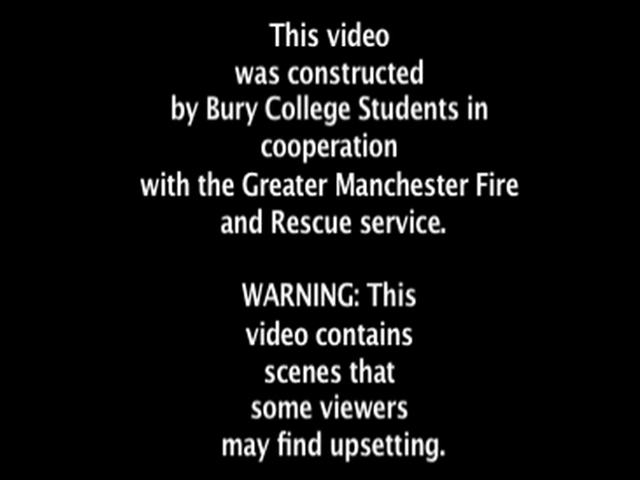 This video
was constructed
by Bury College Students in
cooperation
with the Greater Manchester Fire
and Rescue service.
WARNING: This
video contains
scenes that
some viewers
may find upsetting.